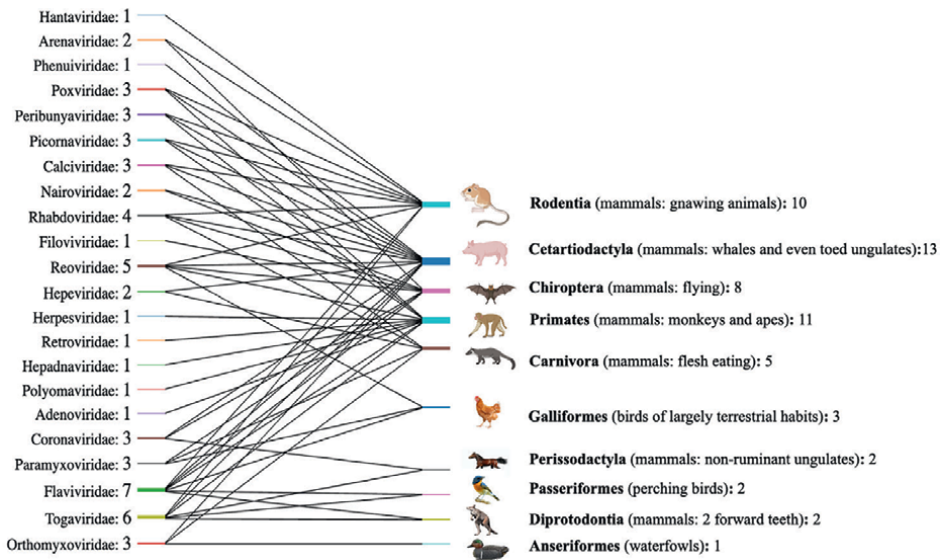 Hantaviridae: 1
Arenaviridae: 2
Phenuiviridae: 1
Poxviridae: 3
Peribunyaviridae: 3
Picornaviridae: 3
Calciviridae: 3
Nairoviridae: 2
Rhabdoviridae: 4
Filoviviridae: 1
Reoviridae: 5
Hepeviridae: 2
Herpesviridae: 1
Retroviridae: 1
Hepadnaviridae: 1
Polyomaviridae: 1
Adenoviridae: 1
Coronaviridae: 3
Paramyxoviridae: 3
Flaviviridae: 7
Togaviridae: 6
Orthomyxoviridae: 3
Rodentia (mammals: gnawing animals): 10
Cetartiodactyla (mammals: whales and even toed ungulates):13
Chiroptera (mammals: flying): 8
Primates (mammals: monkeys and apes): 11
Carnivora (mammals: flesh eating): 5
Galliformes (birds of largely terrestrial habits): 3
Perissodactyla (mammals: non-ruminant ungulates): 2
Passeriformes (perching birds): 2
Diprotodontia (mammals: 2 forward teeth): 2
Anseriformes (waterfowls): 1